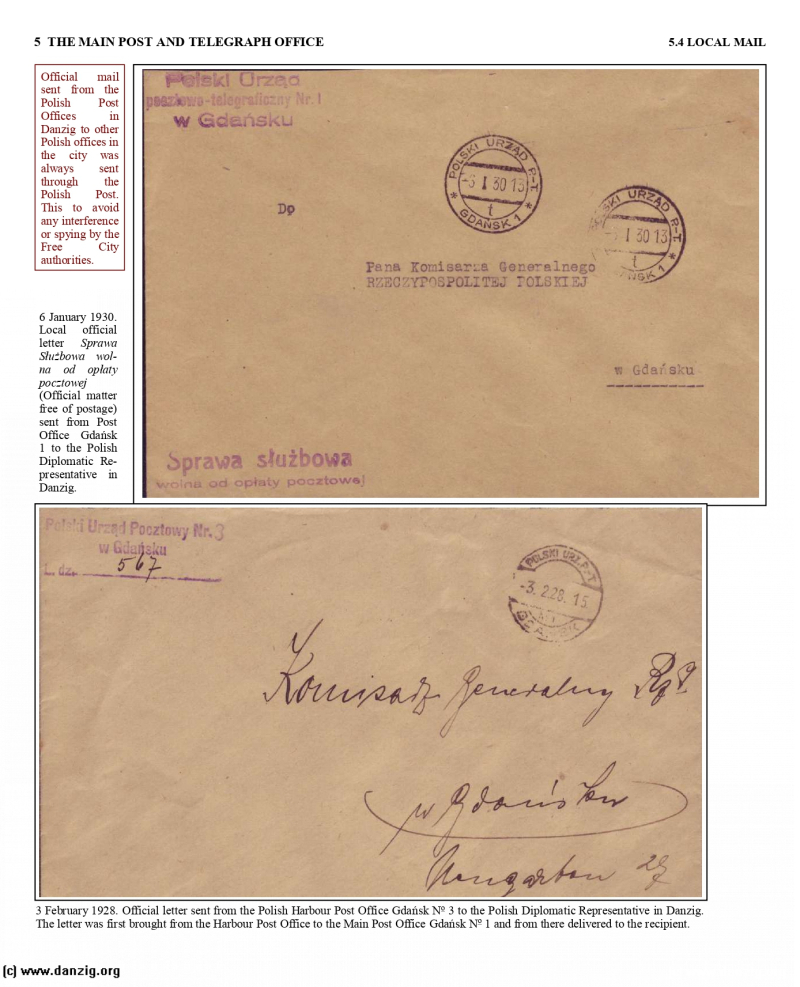 5 THE MAIN POST AND TELEGRAPH OFFICE
5.4 LOCAL MAIL
Official mail
sent from the
Polish Post
Offices in
Danzig to other
Polish offices in
the city was
always sent
through the
Polish Post.
This to avoid
any interference
or spying by the
Free City
authorities.
6 January 1930.
Local official
letter Sprawa
Służbowa wol-
na od opłaty
pocztowej
(Official matter
free of postage)
sent from Post
Office Gdańsk
1 to the Polish
Diplomatic Re-
presentative in
Danzig.
Polski Urząd
pocztowo-telegraficzny Nr. 1
w Gdańsku
POLSKI URZĄD P-T.
-6 I 30 13
t
* GDAŃSK 1 *
SKI URZĄD P-T.
I 30 13
t
AŃSK 1 *
Do
Pana Komisarza Generalnego
RZECZYPOSPOLITEJ POLSKIEJ
w Gdańsku
Sprawa służbowa
wolna od opłaty pocztowej
Polski Urząd Pocztowy Nr. 3
w Gdańsku
L. dz. 567
POLSKI URZ. P.-T.
-3. 2.28. 15
GDAŃSK
Komisarz Generalny
w Gdańsku
3 February 1928. Official letter sent from the Polish Harbour Post Office Gdańsk Nº 3 to the Polish Diplomatic Representative in Danzig.
The letter was first brought from the Harbour Post Office to the Main Post Office Gdańsk Nº 1 and from there delivered to the recipient.
(c) www.danzig.org